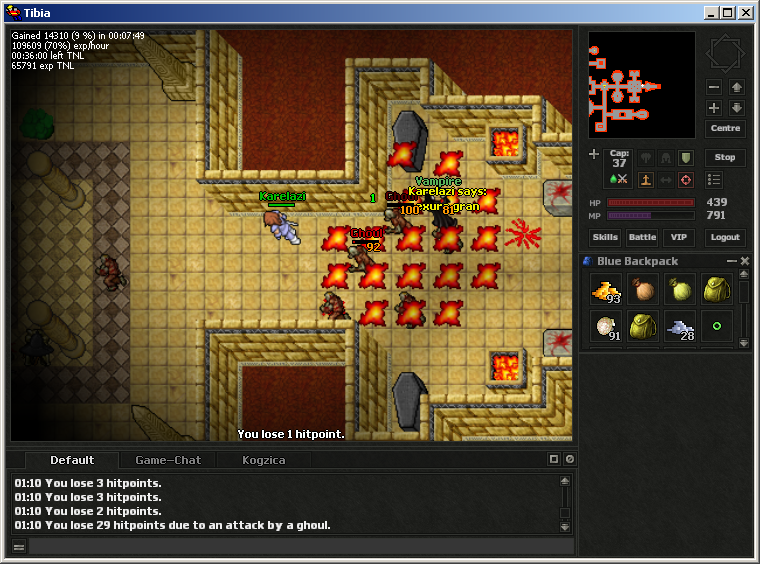 Tibia
Gained 14310 (9 %) in 00:07:49
109609 (70%) exp/hour
00:36:00 left TNL
65791 exp TNL
Karelazi
1
Vampire
Karelazi says:
exura gran
100
81
Ghoul
92
You lose 1 hitpoint.
Centre
Cap:
37
Stop
HP
439
MP
791
Skills
Battle
VIP
Logout
Blue Backpack
93
91
28
Default
Game-Chat
Kogzica
01:10 You lose 3 hitpoints.
01:10 You lose 3 hitpoints.
01:10 You lose 2 hitpoints.
01:10 You lose 29 hitpoints due to an attack by a ghoul.